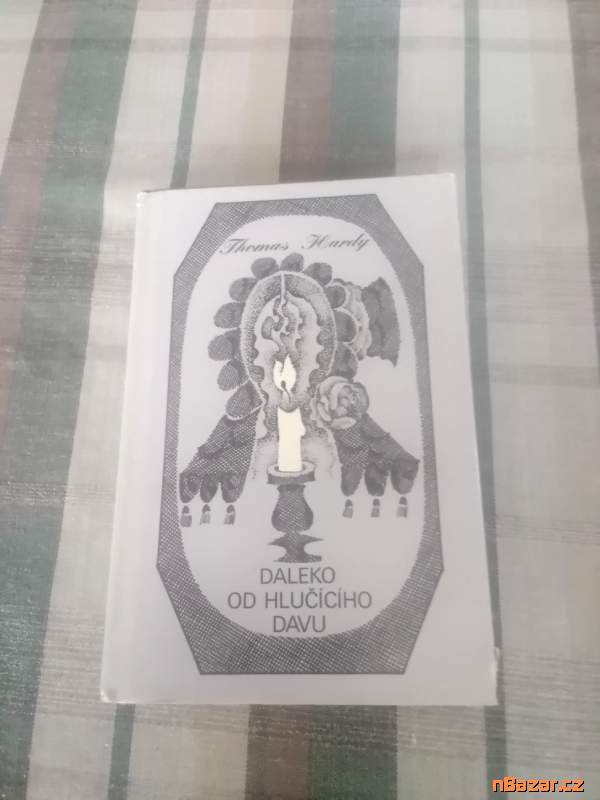 Thomas Hardy
DALEKO
OD HLUČÍCÍHO
DAVU
nBazar.cz